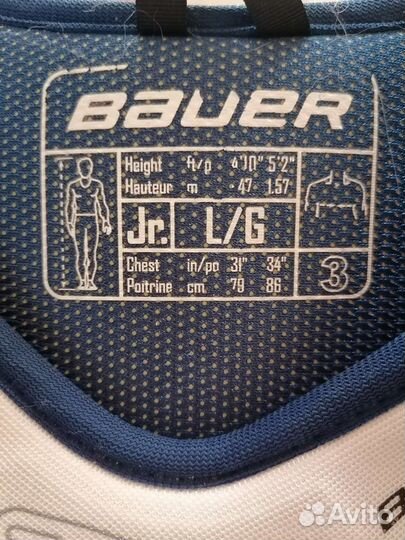 BAUER
Height ft/p 4'10" 5'2"
Hauteur m .47 1.57
Jr. L/G
Chest in/po 31" 34"
Poitrine cm 79 86
3
Avito